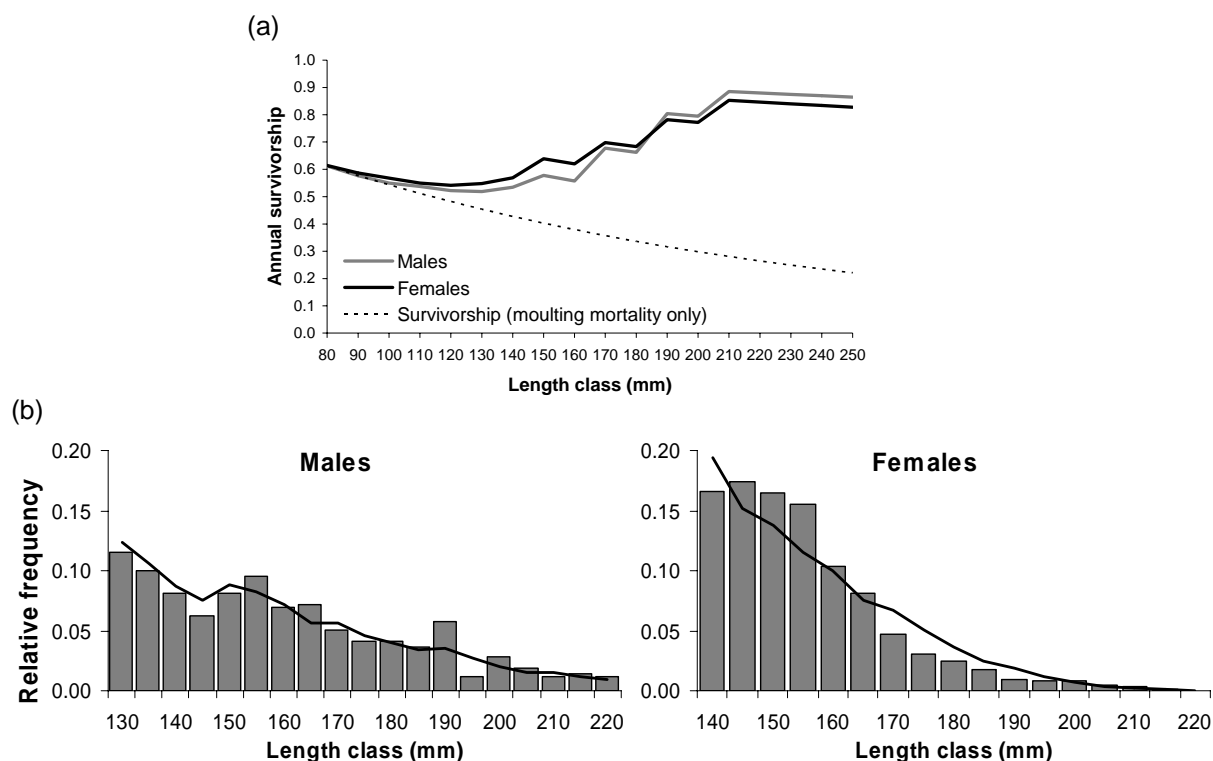 (a)
1.0
0.9
0.8
0.7
0.6
0.5
0.4
0.3
0.2
0.1
0.0
Annual survivorship
Males
Females
Survivorship (moulting mortality only)
80 90 100 110 120 130 140 150 160 170 180 190 200 210 220 230 240 250
Length class (mm)
(b)
Males
0.20
0.15
0.10
0.05
0.00
Relative frequency
130 140 150 160 170 180 190 200 210 220
Length class (mm)
Females
0.20
0.15
0.10
0.05
0.00
140 150 160 170 180 190 200 210 220
Length class (mm)